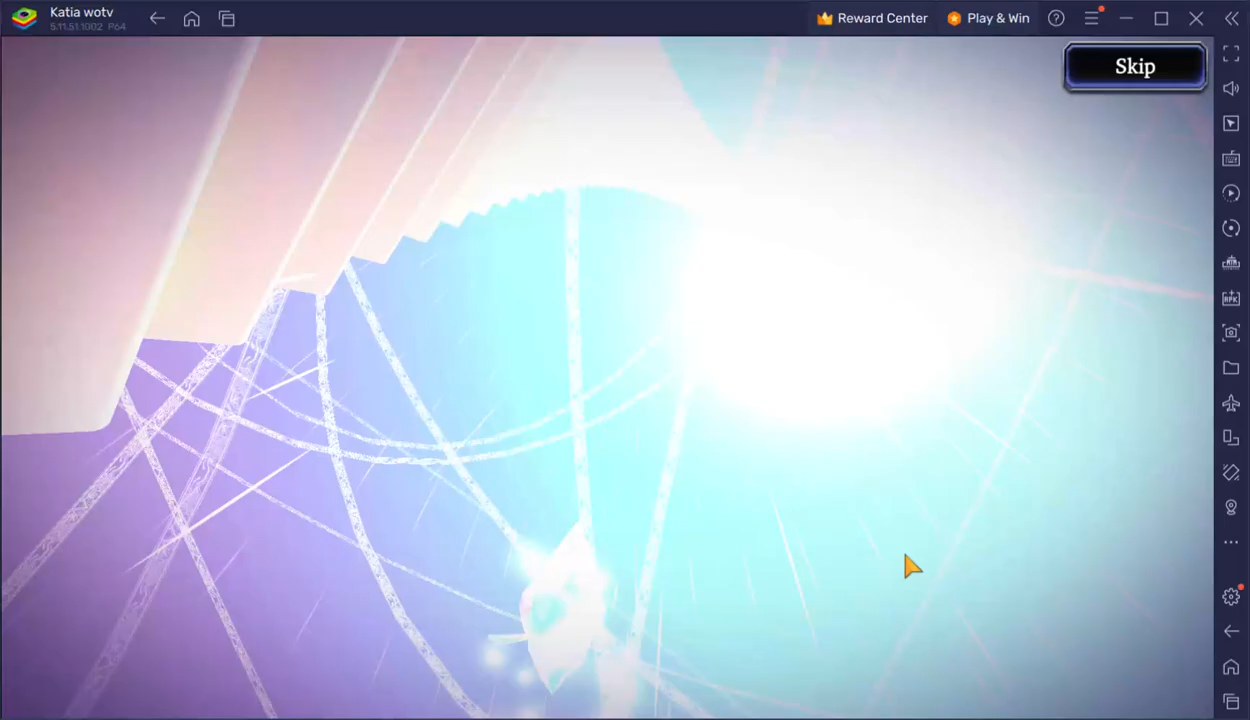 Katia wotv
5.11.51.1002 P64
Reward Center
Play & Win
Skip